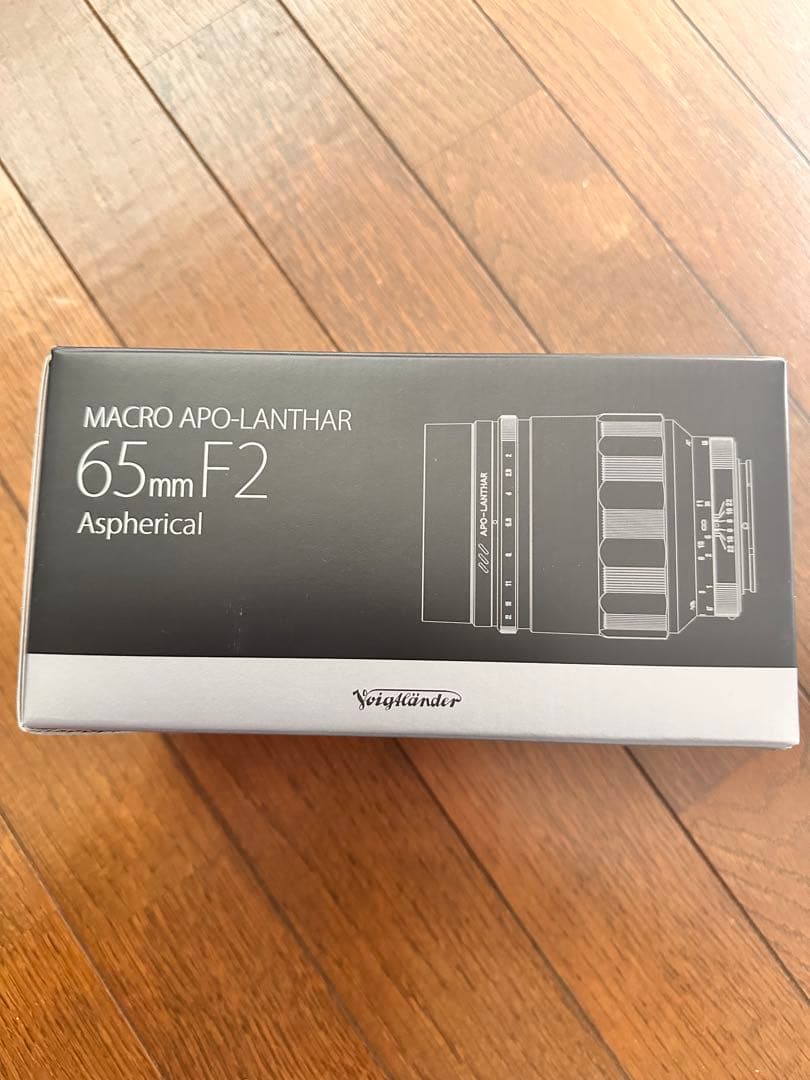 MACRO APO-LANTHAR
65mm F2
Aspherical
APO-LANTHAR
Voigtländer